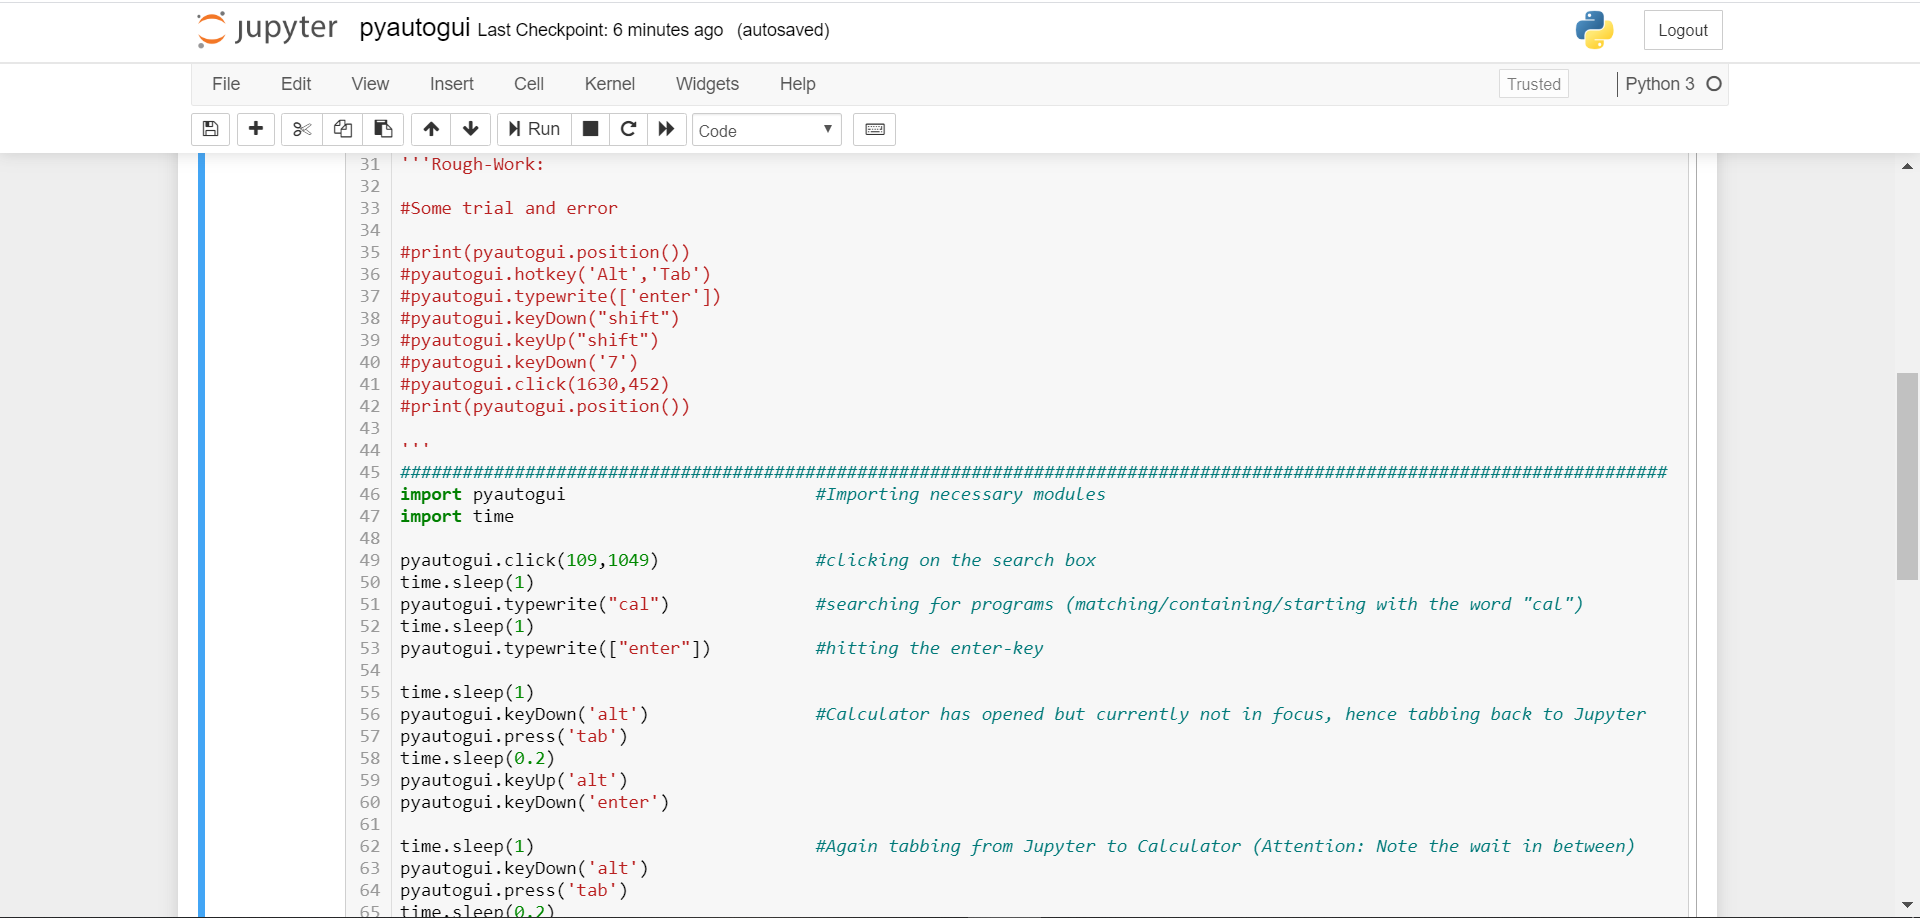 jupyter pyautogui Last Checkpoint: 6 minutes ago (autosaved) Logout
File Edit View Insert Cell Kernel Widgets Help Trusted Python 3
Run Code
31 '''Rough-Work:
32
33 #Some trial and error
34
35 #print(pyautogui.position())
36 #pyautogui.hotkey('Alt','Tab')
37 #pyautogui.typewrite(['enter'])
38 #pyautogui.keyDown("shift")
39 #pyautogui.keyUp("shift")
40 #pyautogui.keyDown('7')
41 #pyautogui.click(1630,452)
42 #print(pyautogui.position())
43
44 '''
45 ##########################################################################################################################
46 import pyautogui #Importing necessary modules
47 import time
48
49 pyautogui.click(109,1049) #clicking on the search box
50 time.sleep(1)
51 pyautogui.typewrite("cal") #searching for programs (matching/containing/starting with the word "cal")
52 time.sleep(1)
53 pyautogui.typewrite(["enter"]) #hitting the enter-key
54
55 time.sleep(1)
56 pyautogui.keyDown('alt') #Calculator has opened but currently not in focus, hence tabbing back to Jupyter
57 pyautogui.press('tab')
58 time.sleep(0.2)
59 pyautogui.keyUp('alt')
60 pyautogui.keyDown('enter')
61
62 time.sleep(1) #Again tabbing from Jupyter to Calculator (Attention: Note the wait in between)
63 pyautogui.keyDown('alt')
64 pyautogui.press('tab')
65 time.sleep(0.2)